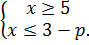 {x ≥ 5
x ≤ 3 − p.